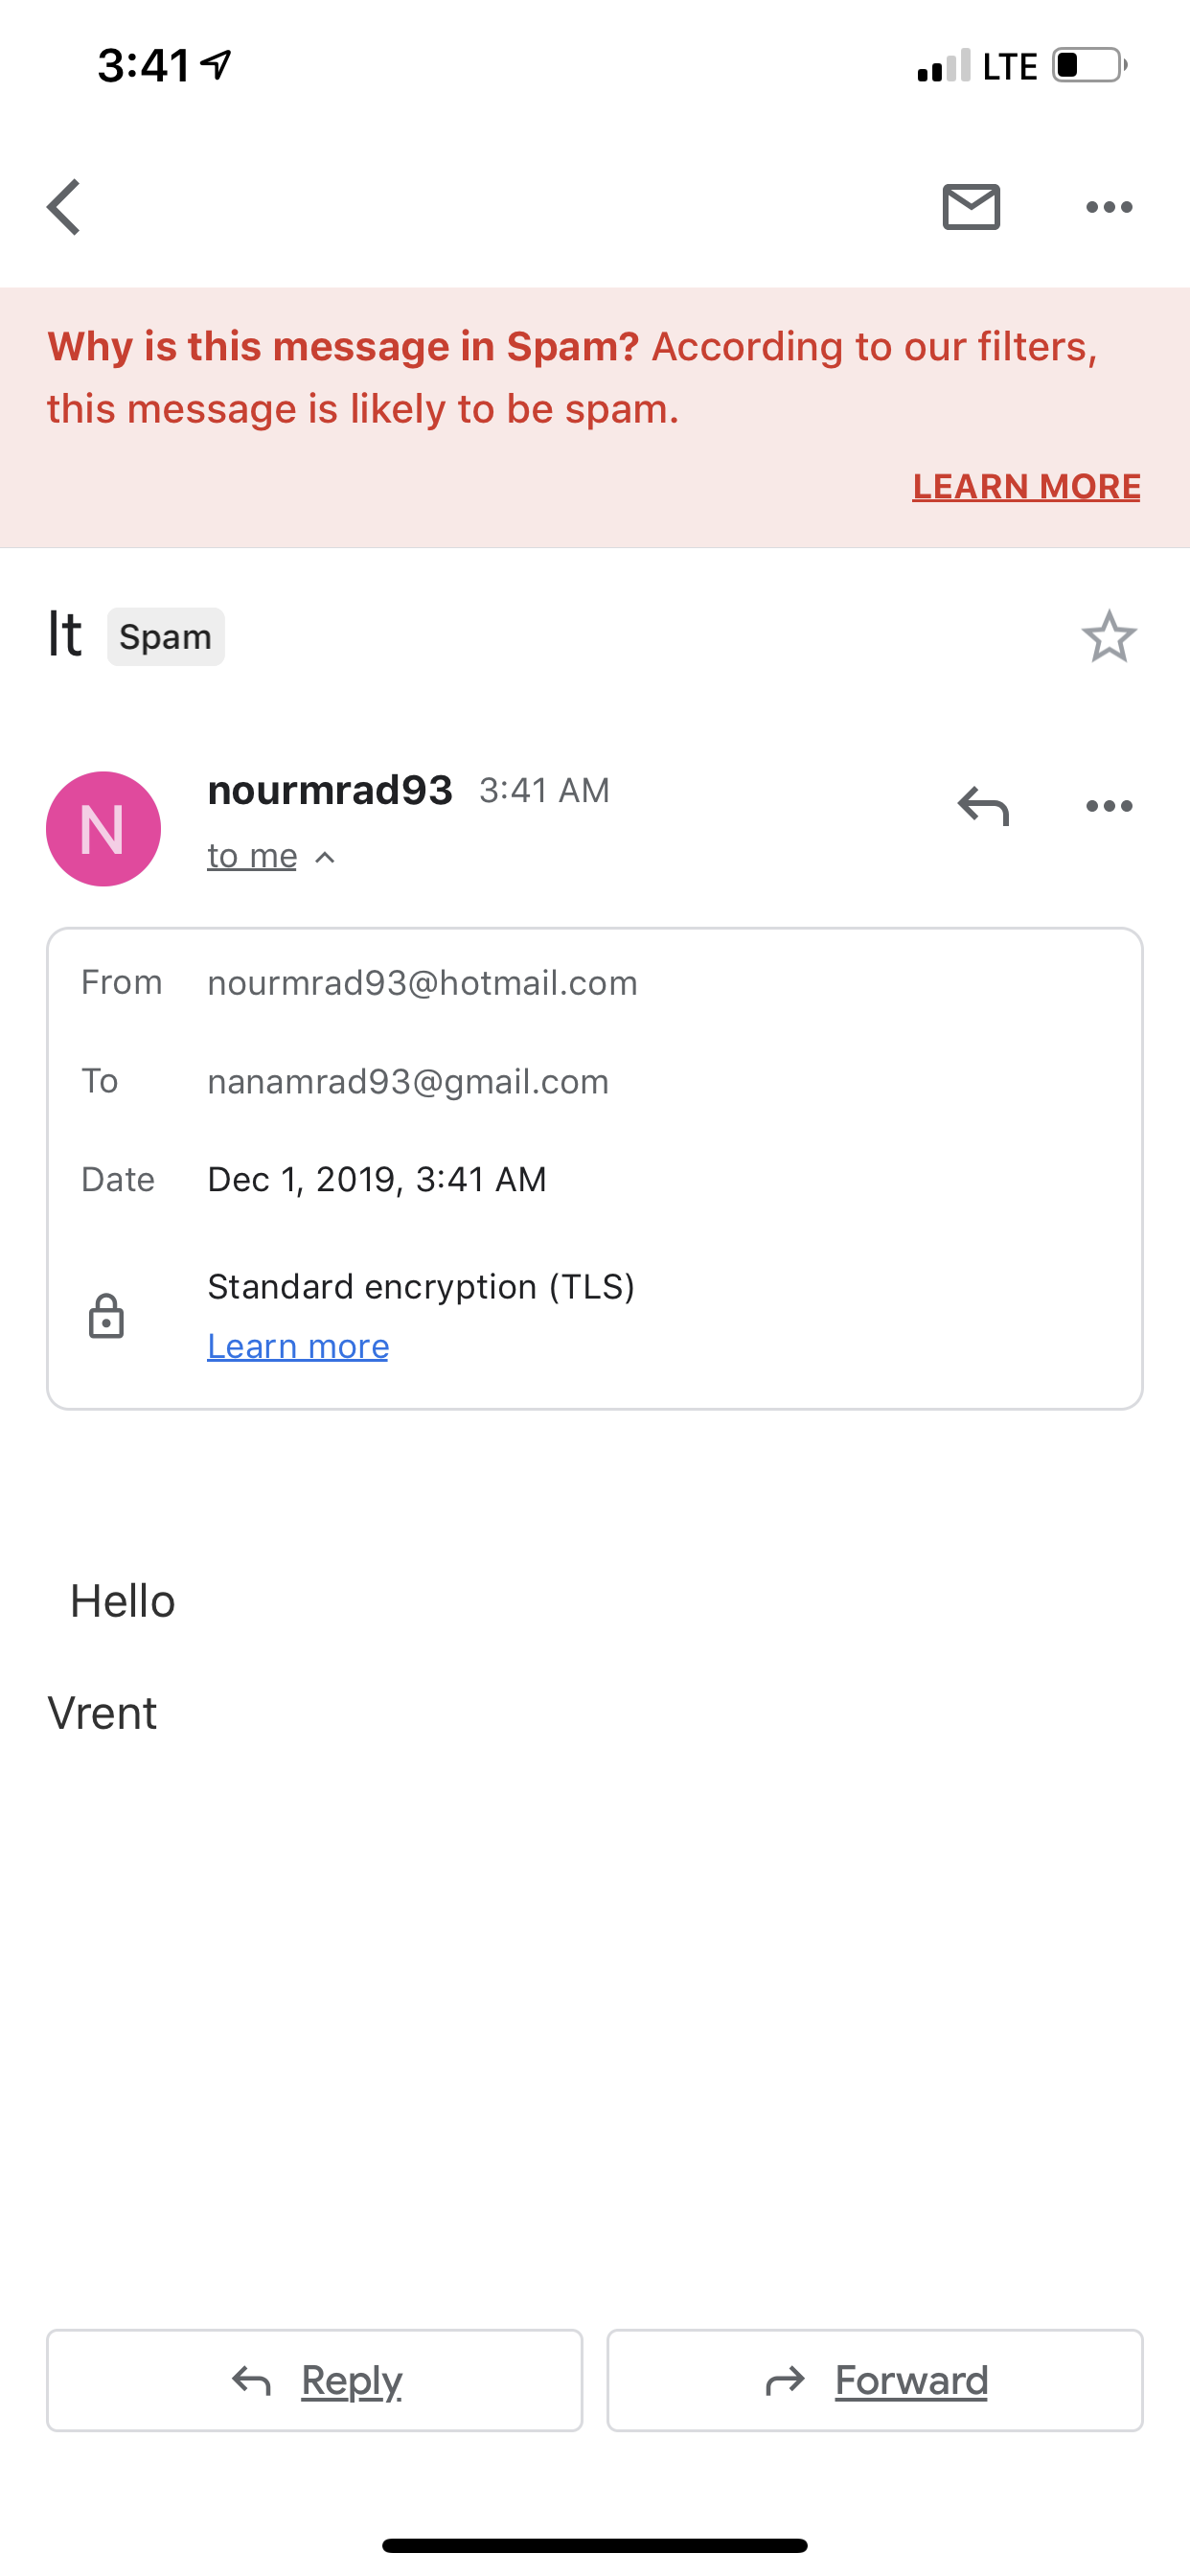 3:41 LTE
Why is this message in Spam? According to our filters,
this message is likely to be spam.
LEARN MORE
It Spam
N
nourmrad93 3:41 AM
to me
From nourmrad93@hotmail.com
To nanamrad93@gmail.com
Date Dec 1, 2019, 3:41 AM
Standard encryption (TLS)
Learn more
Hello
Vrent
Reply Forward